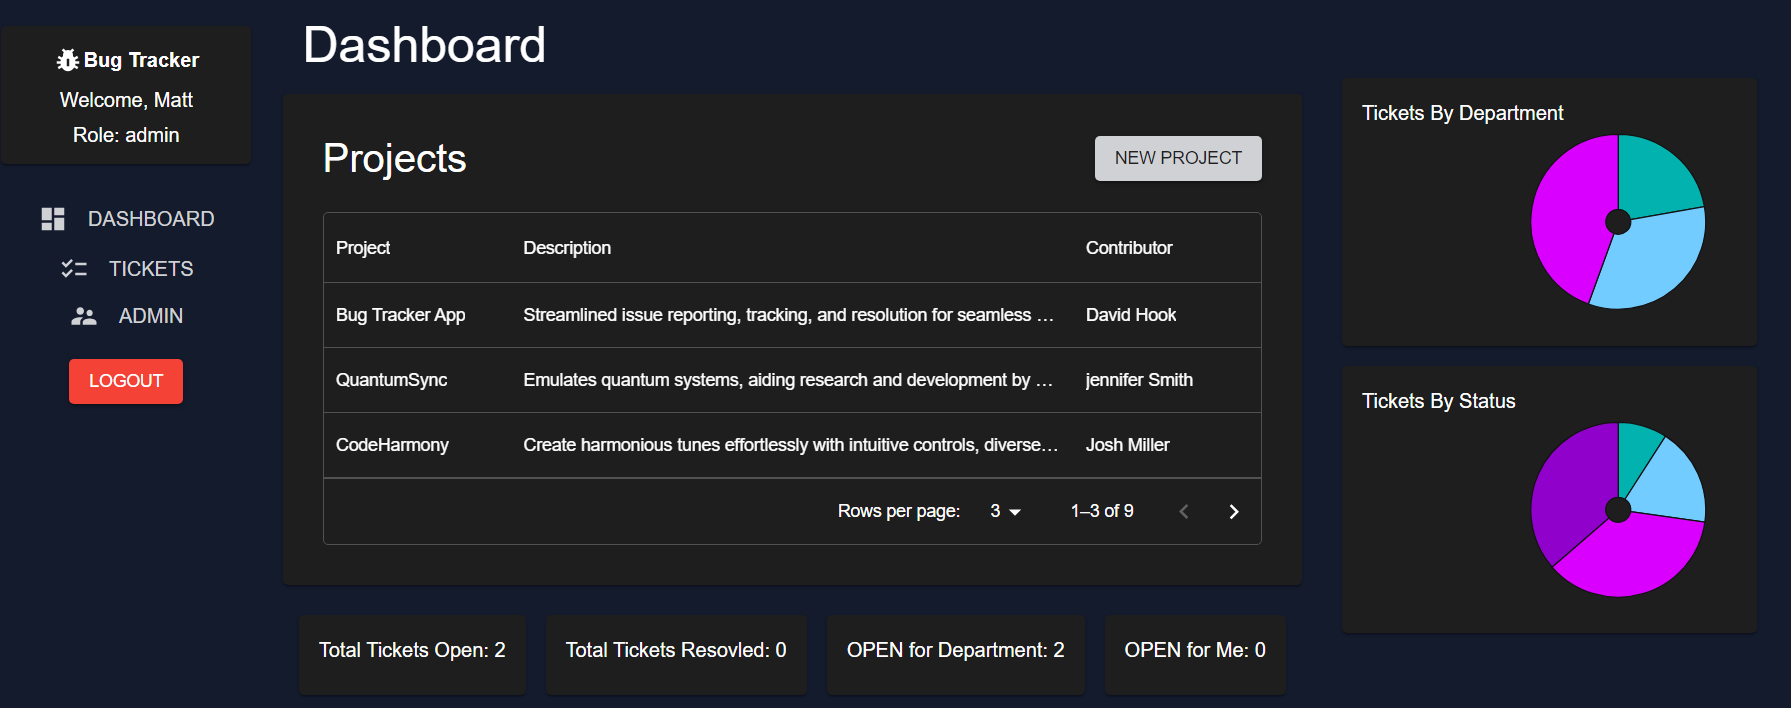 Bug Tracker
Welcome, Matt
Role: admin
DASHBOARD
TICKETS
ADMIN
LOGOUT
Dashboard
Projects
NEW PROJECT
Project Description Contributor
Bug Tracker App Streamlined issue reporting, tracking, and resolution for seamless … David Hook
QuantumSync Emulates quantum systems, aiding research and development by … jennifer Smith
CodeHarmony Create harmonious tunes effortlessly with intuitive controls, diverse… Josh Miller
Rows per page: 3 1–3 of 9
Total Tickets Open: 2
Total Tickets Resovled: 0
OPEN for Department: 2
OPEN for Me: 0
Tickets By Department
Tickets By Status